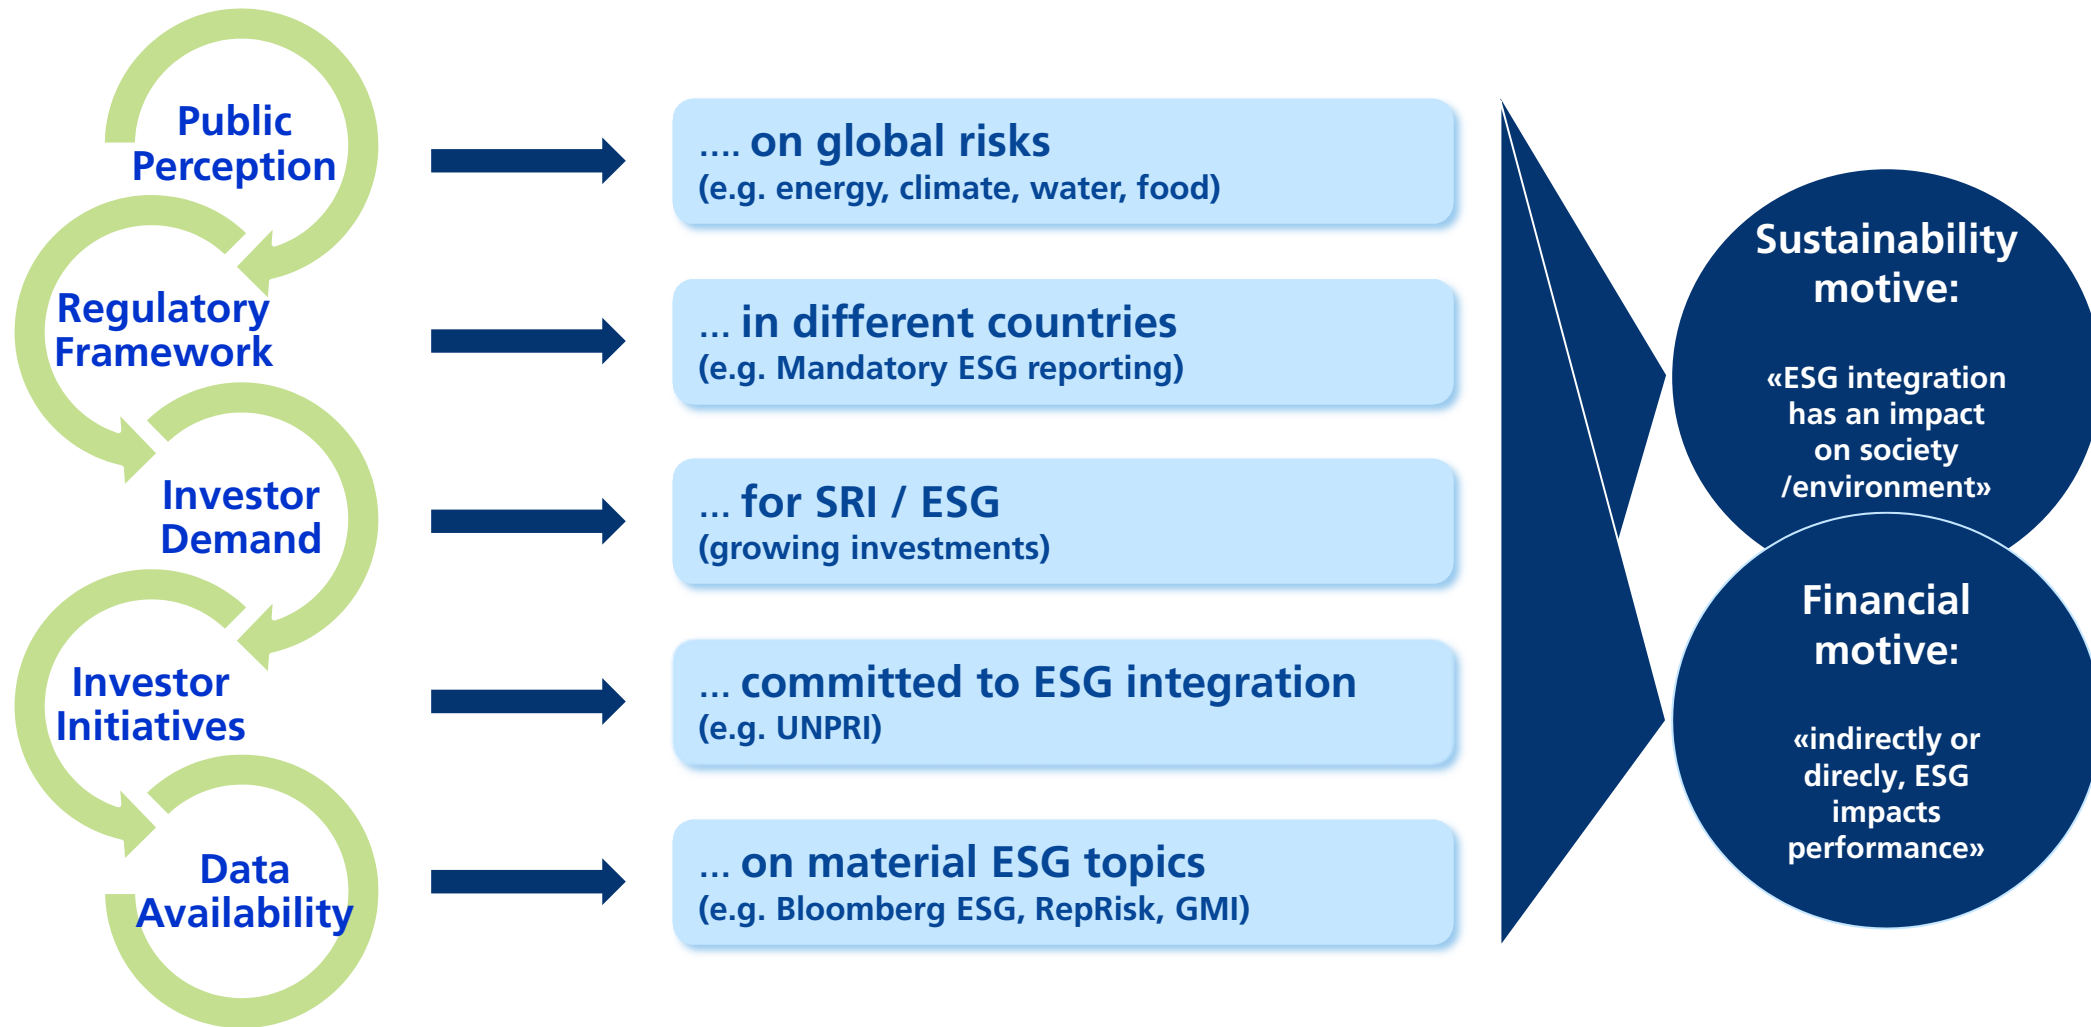 Public
Perception
.... on global risks
(e.g. energy, climate, water, food)
Regulatory
Framework
... in different countries
(e.g. Mandatory ESG reporting)
Investor
Demand
... for SRI / ESG
(growing investments)
Investor
Initiatives
... committed to ESG integration
(e.g. UNPRI)
Data
Availability
... on material ESG topics
(e.g. Bloomberg ESG, RepRisk, GMI)
Sustainability
motive:
«ESG integration
has an impact
on society
/environment»
Financial
motive:
«indirectly or
direcly, ESG
impacts
performance»